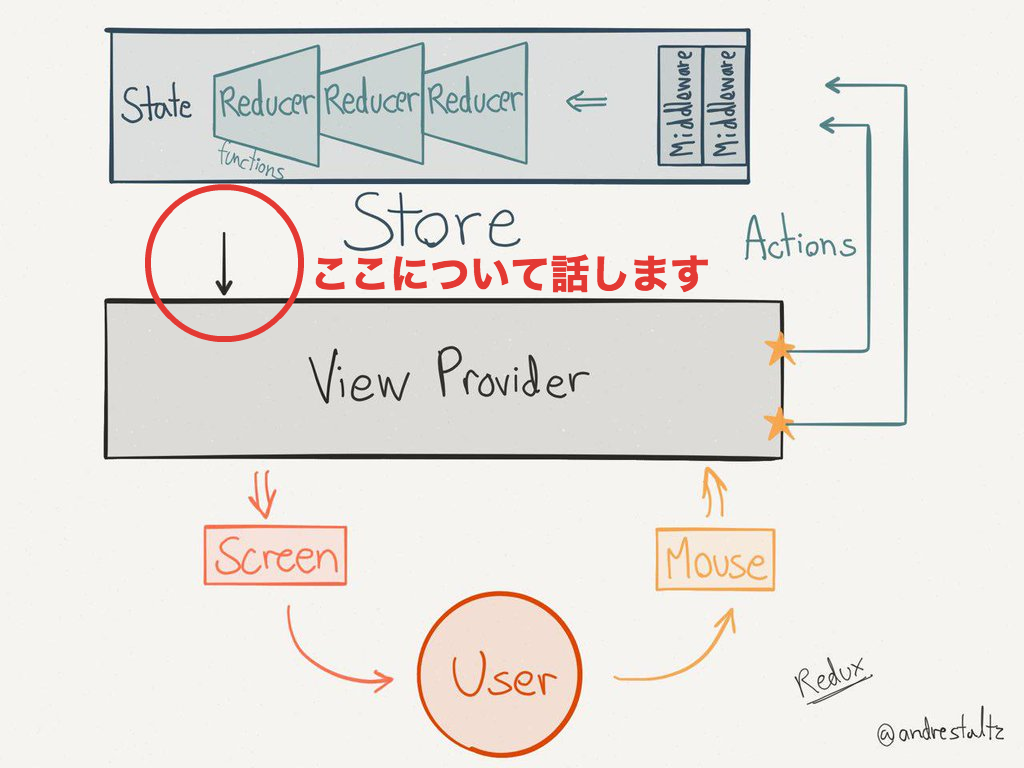 State
Reducer
Reducer
Reducer
functions
Middleware
Middleware
Store
Actions
ここについて話します
View Provider
Screen
Mouse
User
Redux
@andrestaltz